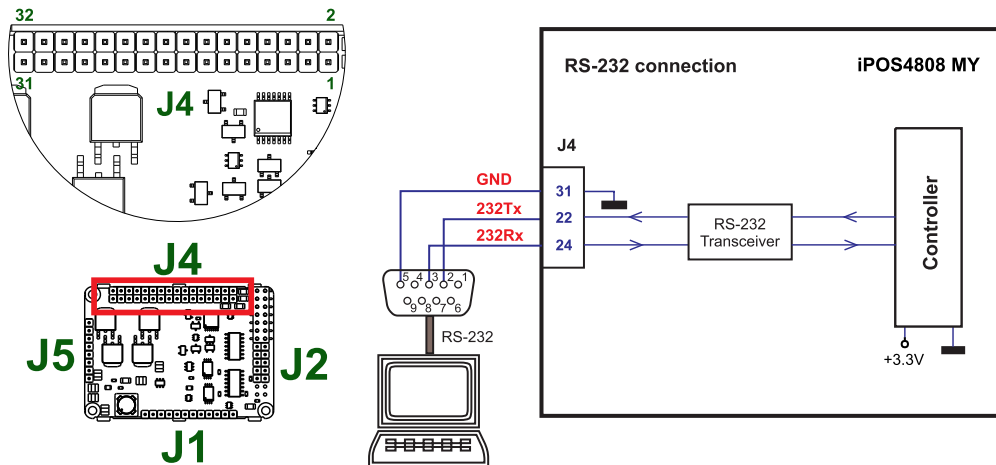 32 2
31 1
J4
J4
J5
J2
J1
RS-232 connection
iPOS4808 MY
J4
GND
31
232Tx
22
232Rx
24
RS-232
Transceiver
Controller
+3.3V
5 4 3 2 1
9 8 7 6
RS-232